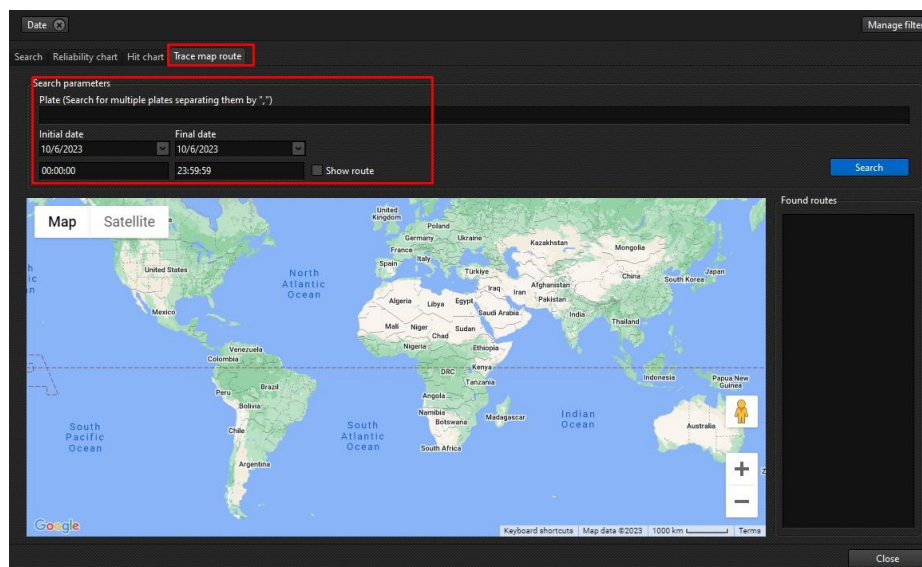 Date
Manage filter
Search Reliability chart Hit chart Trace map route
Search parameters
Plate (Search for multiple plates separating them by ",")
Initial date Final date
10/6/2023 10/6/2023
00:00:00 23:59:59 Show route
Search
Found routes
Map Satellite
United Kingdom
Poland
Germany Ukraine
Kazakhstan
Mongolia
France
Italy
Spain
Türkiye
United States
North Atlantic Ocean
China
South Korea
Japan
Iraq
Iran
Afghanistan
Pakistan
Algeria
Libya
Egypt
Saudi Arabia
India
Thailand
Mexico
Mali
Niger
Chad
Sudan
Nigeria
Ethiopia
Venezuela
Colombia
DRC
Kenya
Tanzania
Indonesia
Papua New Guinea
Peru
Brazil
Bolivia
Angola
Namibia
Botswana
Madagascar
Indian Ocean
South Pacific Ocean
Chile
South Atlantic Ocean
South Africa
Australia
Argentina
Google
Keyboard shortcuts Map data ©2023 1000 km Terms
Close